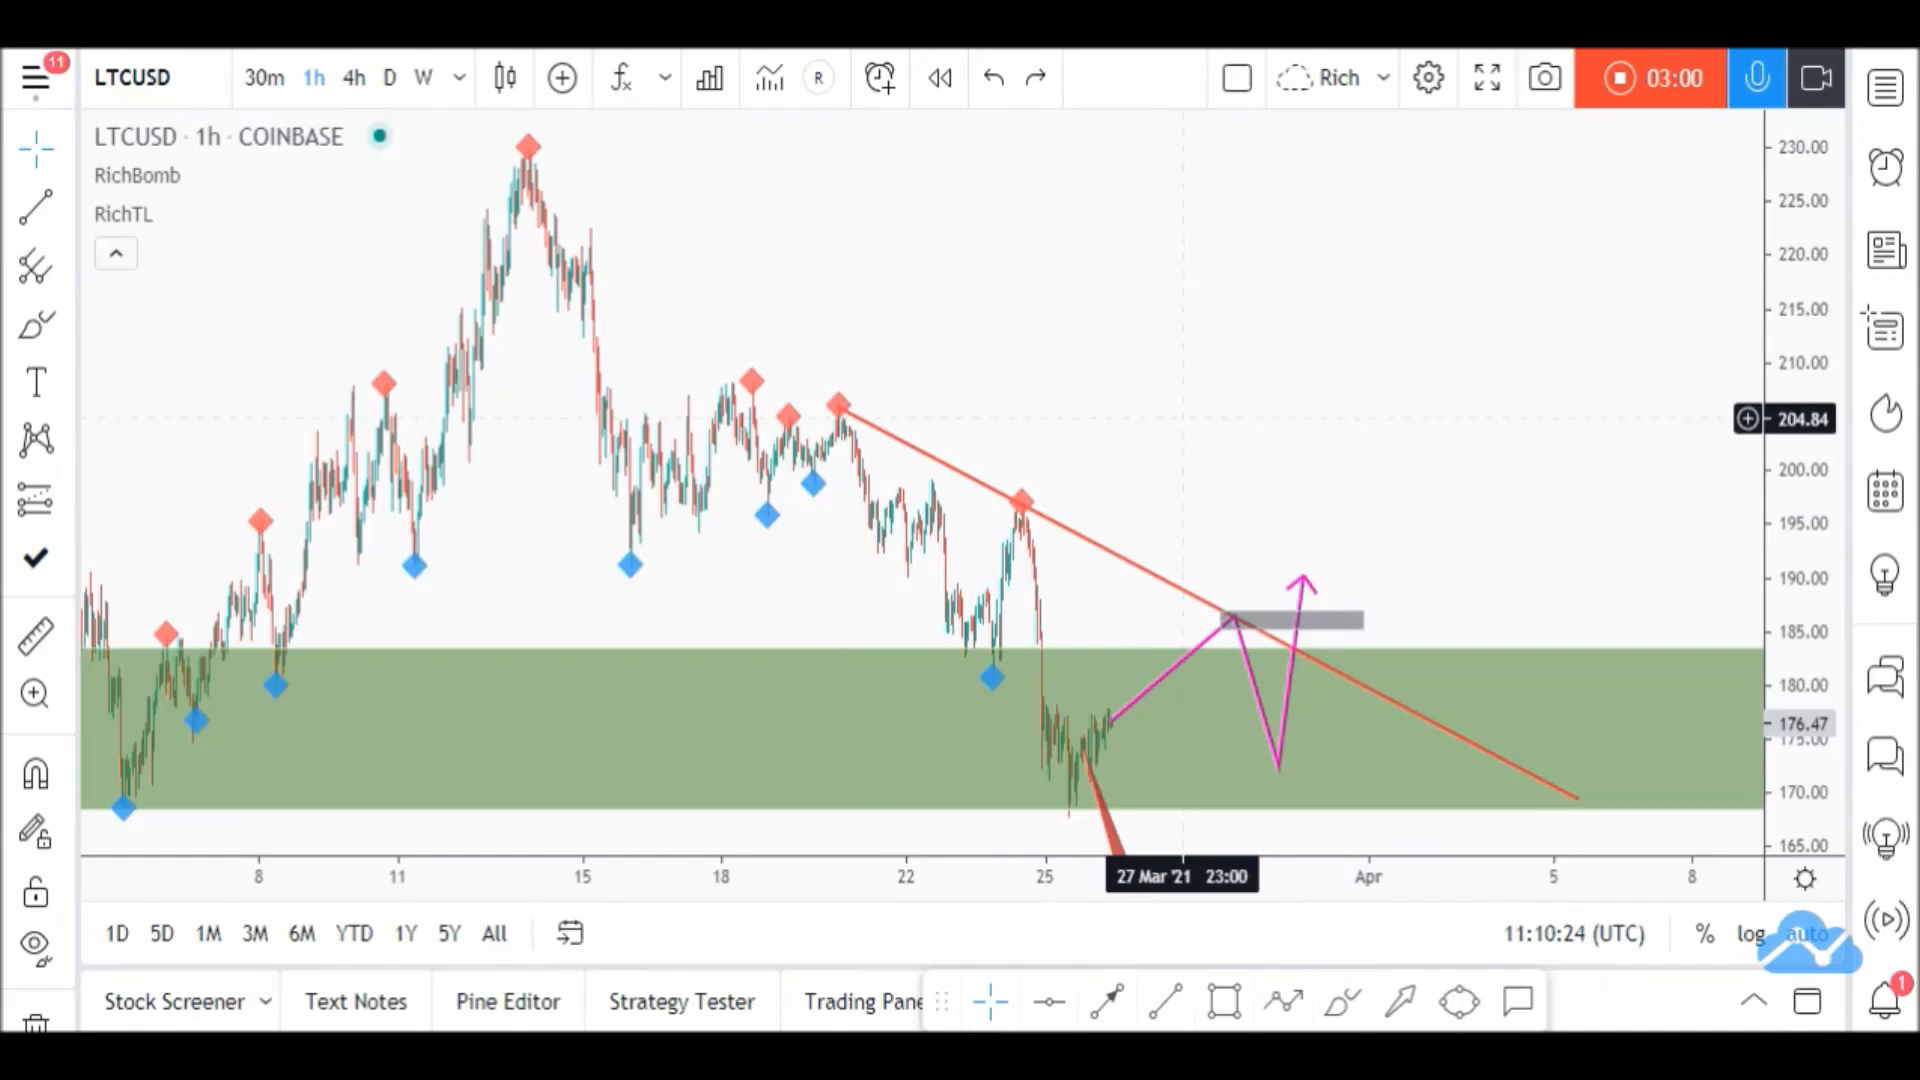 11
LTCUSD 30m 1h 4h D W R Rich 03:00
LTCUSD · 1h · COINBASE
RichBomb
RichTL
230.00
225.00
220.00
215.00
210.00
204.84
200.00
195.00
190.00
185.00
180.00
176.47
175.00
170.00
165.00
8 11 15 18 22 25 27 Mar '21 23:00 Apr 5 8
1D 5D 1M 3M 6M YTD 1Y 5Y All 11:10:24 (UTC) % log auto
Stock Screener Text Notes Pine Editor Strategy Tester Trading Pane
1